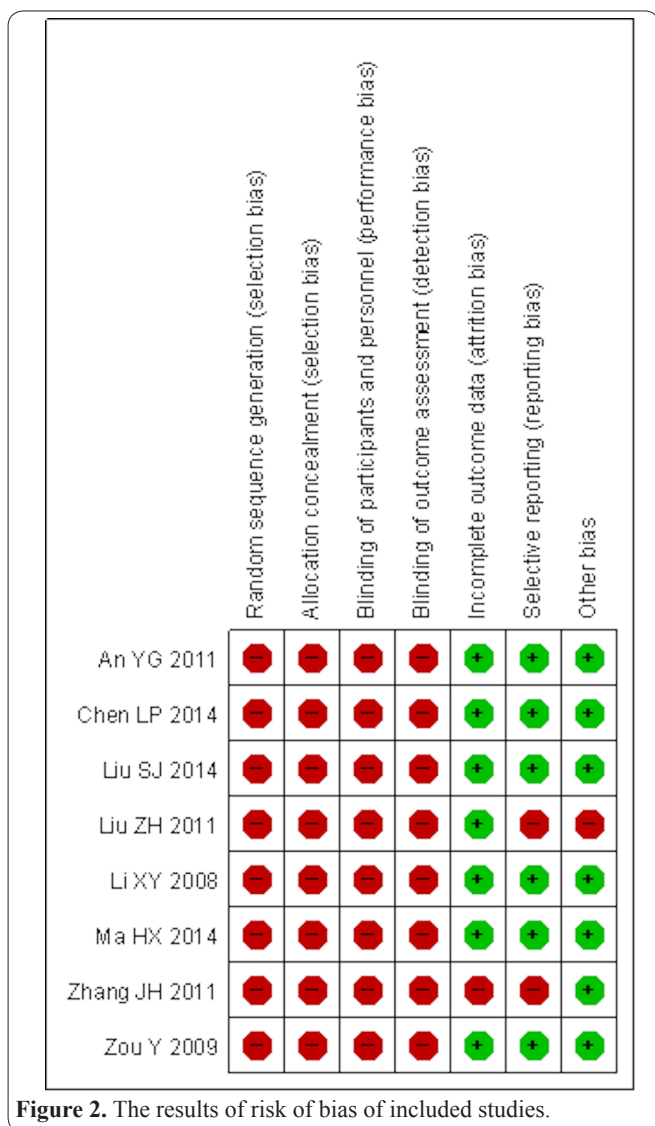 Random sequence generation (selection bias)
Allocation concealment (selection bias)
Blinding of participants and personnel (performance bias)
Blinding of outcome assessment (detection bias)
Incomplete outcome data (attrition bias)
Selective reporting (reporting bias)
Other bias
An YG 2011 − − − − + + +
Chen LP 2014 − − − − + + +
Liu SJ 2014 − − − − + + +
Liu ZH 2011 − − − − + − −
Li XY 2008 − − − − + + +
Ma HX 2014 − − − − + + +
Zhang JH 2011 − − − − − − +
Zou Y 2009 − − − − + + +
Figure 2. The results of risk of bias of included studies.